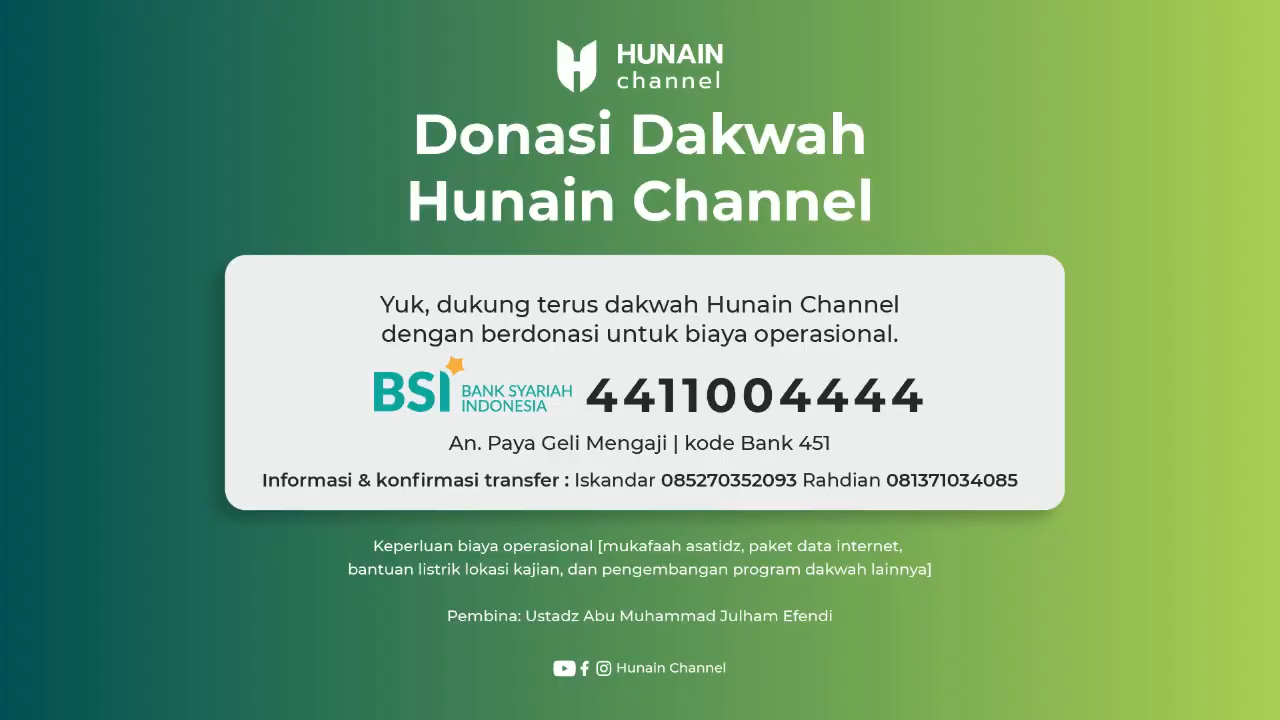 HUNAIN
channel
Donasi Dakwah
Hunain Channel
Yuk, dukung terus dakwah Hunain Channel
dengan berdonasi untuk biaya operasional.
BSI BANK SYARIAH INDONESIA 4411004444
An. Paya Geli Mengaji | kode Bank 451
Informasi & konfirmasi transfer : Iskandar 085270352093 Rahdian 081371034085
Keperluan biaya operasional [mukafaah asatidz, paket data internet,
bantuan listrik lokasi kajian, dan pengembangan program dakwah lainnya]
Pembina: Ustadz Abu Muhammad Julham Efendi
Hunain Channel